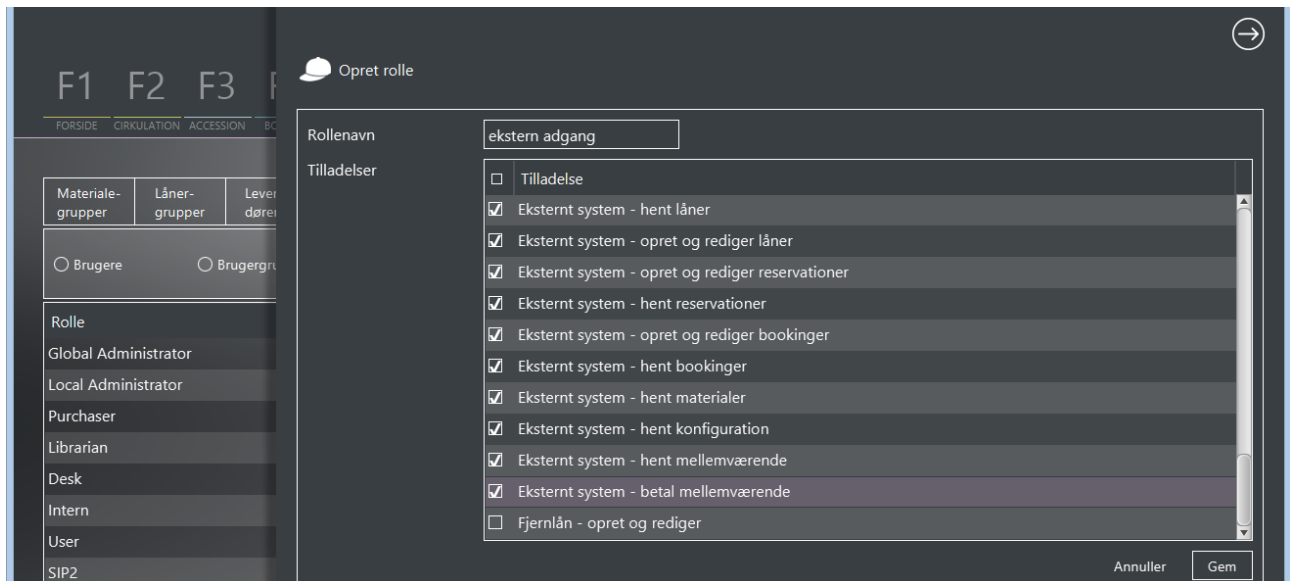 F1 F2 F3
FORSIDE CIRKULATION ACCESSION
Materiale-
grupper
Låner-
grupper
Brugere
Rolle
Global Administrator
Local Administrator
Purchaser
Librarian
Desk
Intern
User
SIP2
Opret rolle
Rollenavn ekstern adgang
Tilladelser
Tilladelse
Eksternt system - hent låner
Eksternt system - opret og rediger låner
Eksternt system - opret og rediger reservationer
Eksternt system - hent reservationer
Eksternt system - opret og rediger bookinger
Eksternt system - hent bookinger
Eksternt system - hent materialer
Eksternt system - hent konfiguration
Eksternt system - hent mellemværende
Eksternt system - betal mellemværende
Fjernlån - opret og rediger
Annuller Gem